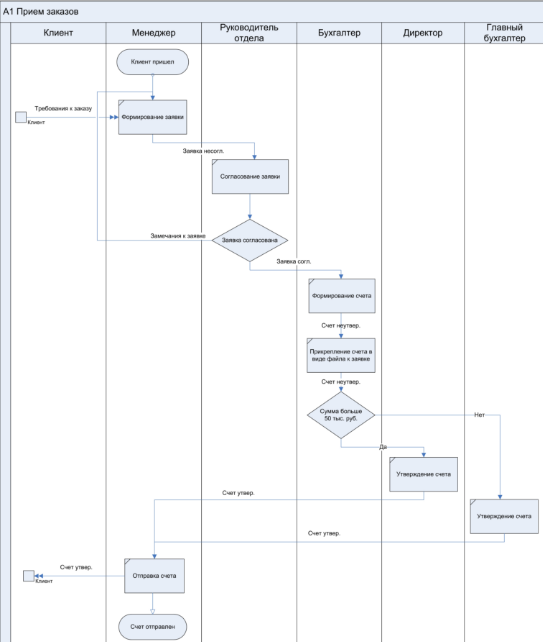 А1 Прием заказов
Клиент
Менеджер
Руководитель
отдела
Бухгалтер
Директор
Главный
бухгалтер
Клиент пришел
Требования к заказу
Клиент
Формирование заявки
Заявка несогл.
Согласование заявки
Замечания к заявке
Заявка согласована
Заявка согл.
Формирование счета
Счет неутвер.
Прикрепление счета в
виде файла к заявке
Счет неутвер.
Сумма больше
50 тыс. руб.
Нет
Да
Утверждение счета
Счет утвер.
Утверждение счета
Счет утвер.
Счет утвер.
Клиент
Отправка счета
Счет отправлен